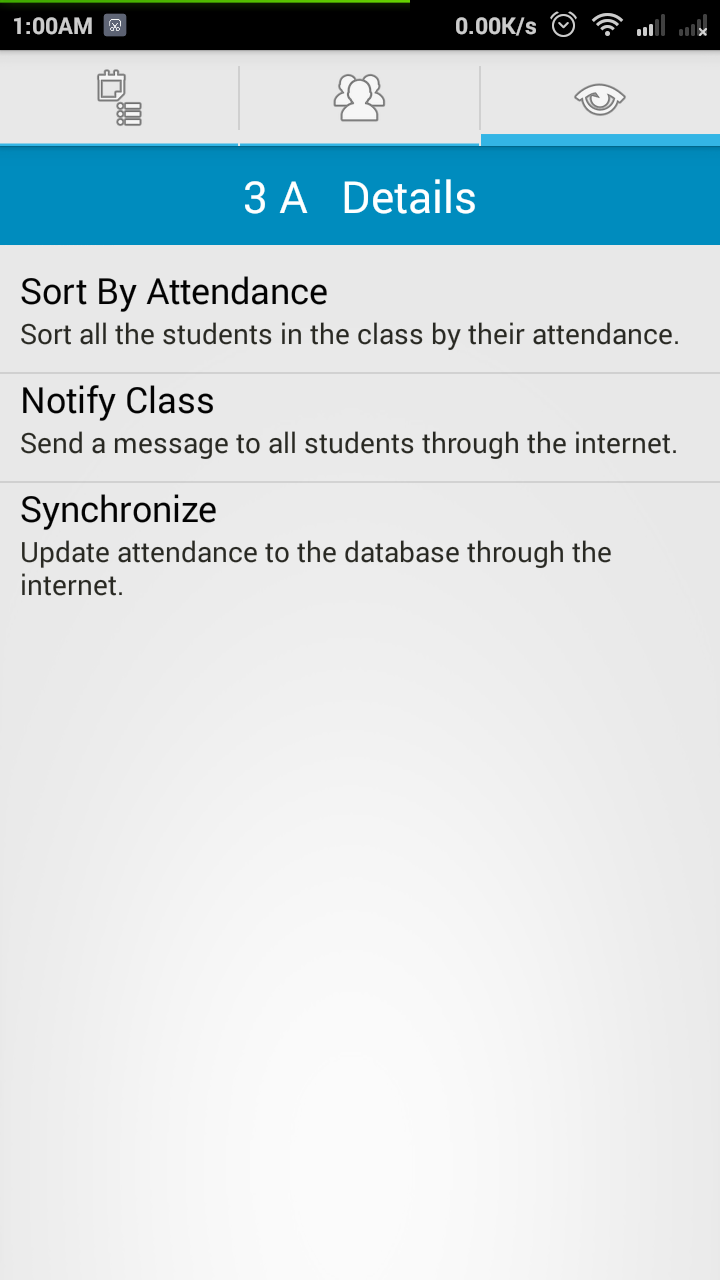 1:00AM 0.00K/s
3 A Details
Sort By Attendance
Sort all the students in the class by their attendance.
Notify Class
Send a message to all students through the internet.
Synchronize
Update attendance to the database through the
internet.